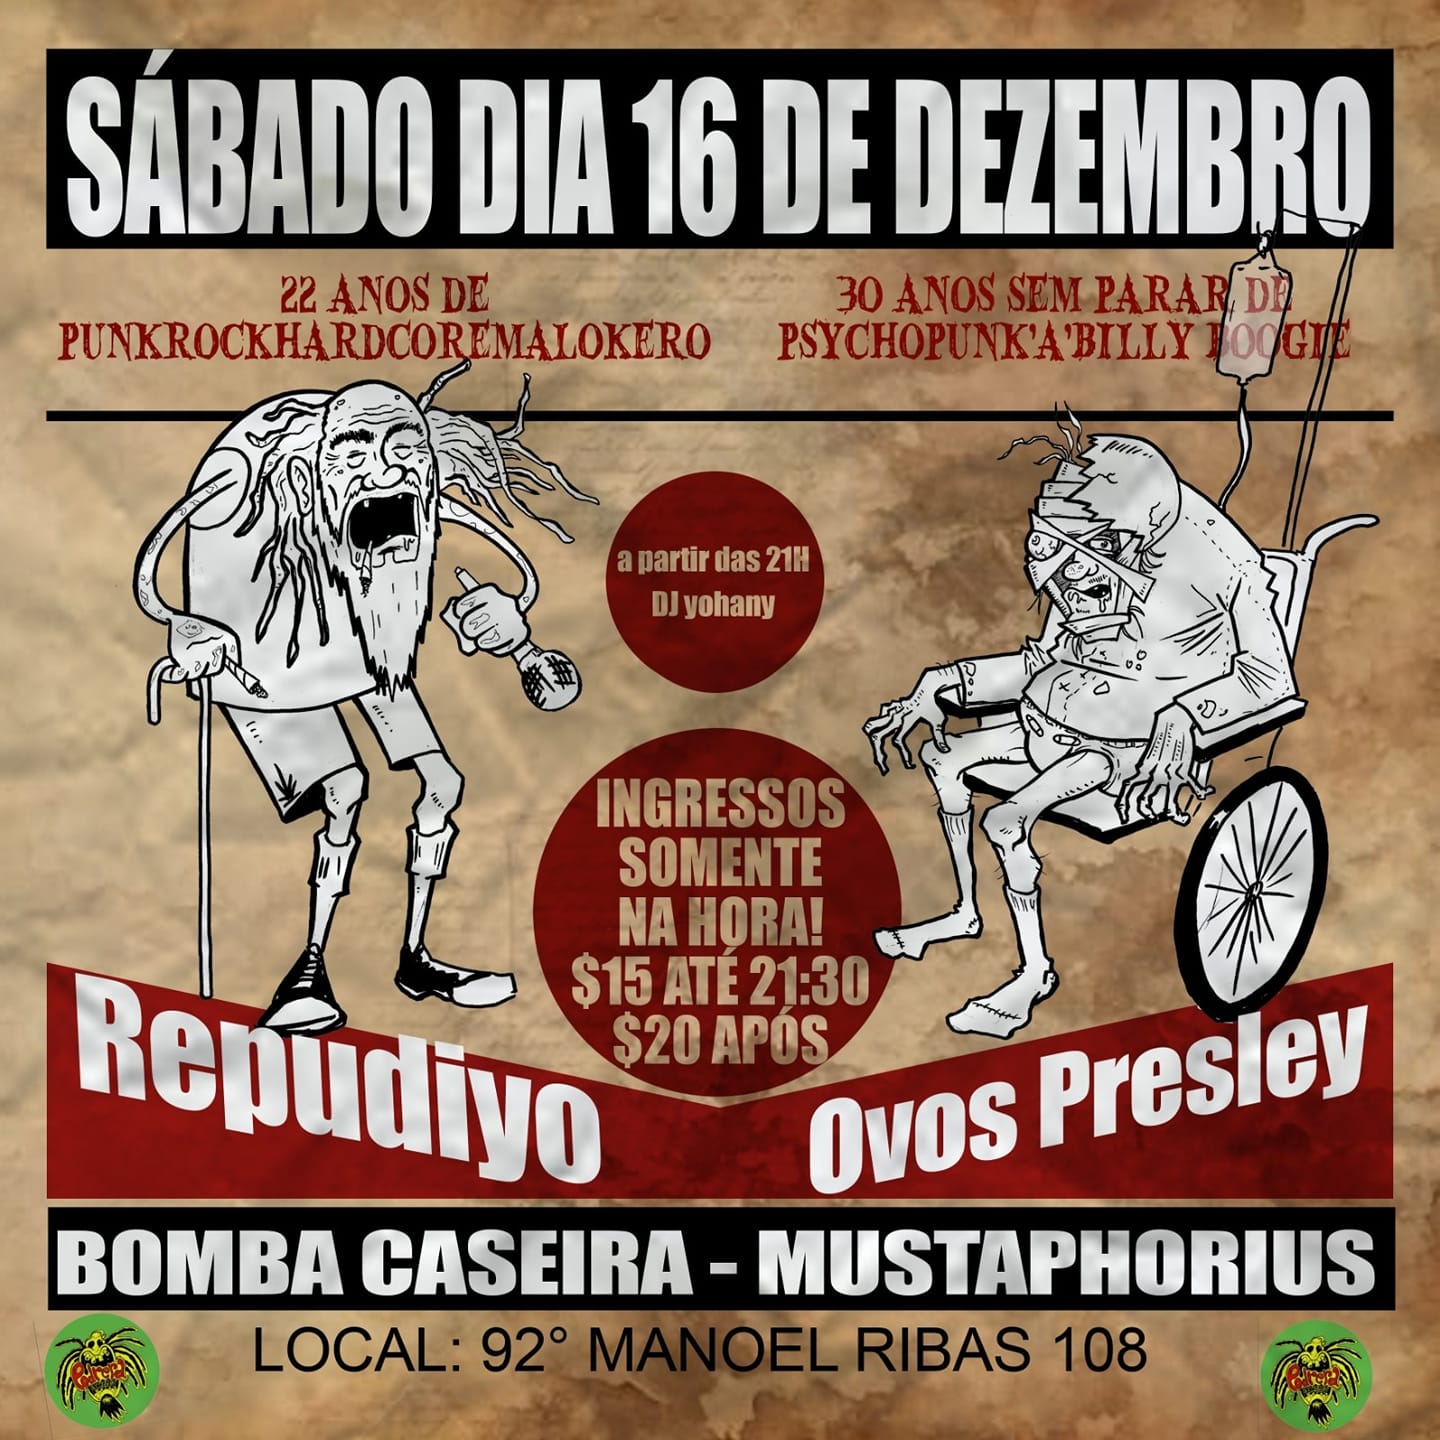 SÁBADO DIA 16 DE DEZEMBRO
22 ANOS DE
PUNKROCKHARDCOREMALOKERO
30 ANOS SEM PARAR DE
PSYCHOPUNK'A'BILLY BOOGIE
a partir das 21H
DJ yohany
INGRESSOS
SOMENTE
NA HORA!
$15 ATÉ 21:30
$20 APÓS
Repudiyo
Ovos Presley
BOMBA CASEIRA - MUSTAPHORIUS
LOCAL: 92° MANOEL RIBAS 108